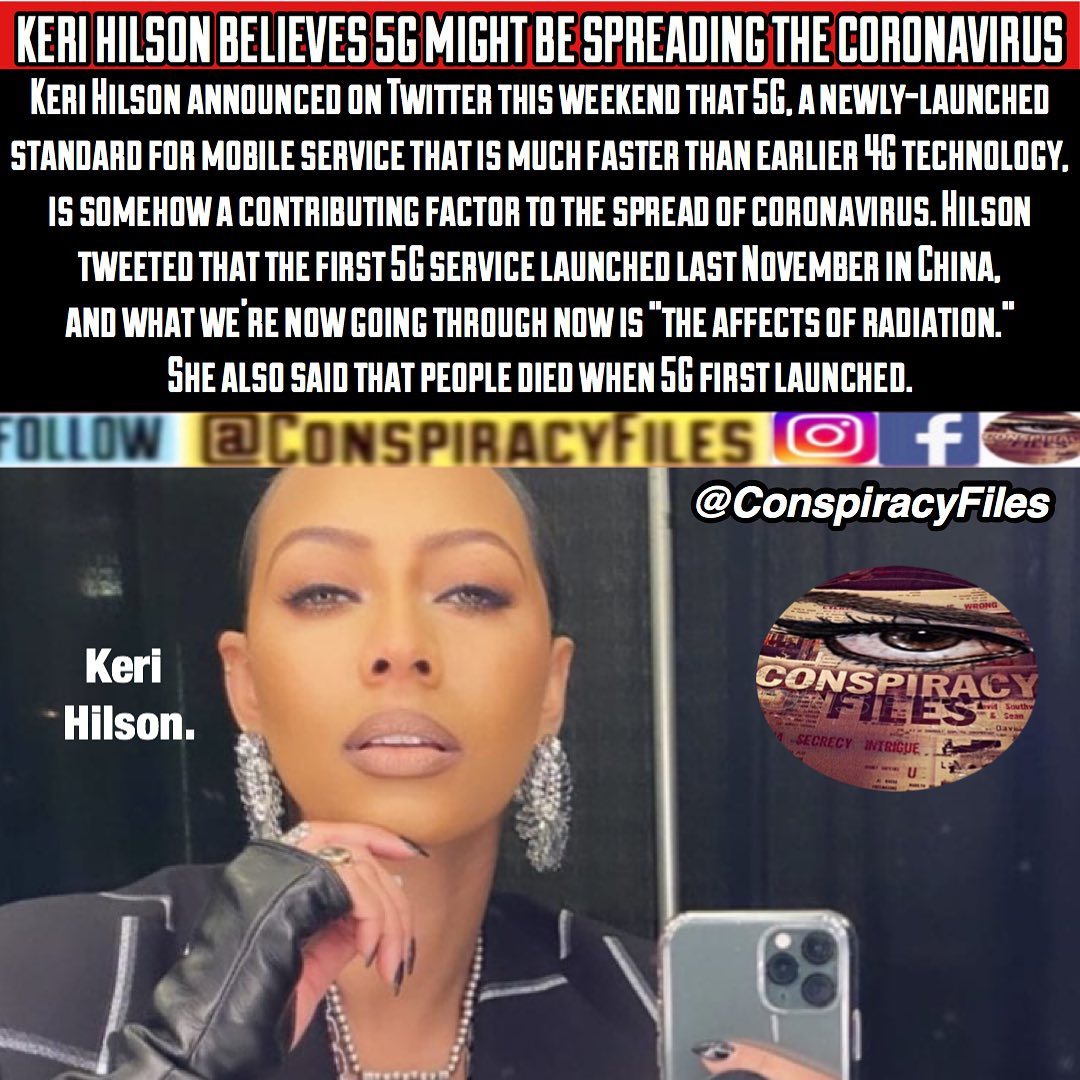 KERI HILSON BELIEVES 5G MIGHT BE SPREADING THE CORONAVIRUS
KERI HILSON ANNOUNCED ON TWITTER THIS WEEKEND THAT 5G, A NEWLY-LAUNCHED
STANDARD FOR MOBILE SERVICE THAT IS MUCH FASTER THAN EARLIER 4G TECHNOLOGY,
IS SOMEHOW A CONTRIBUTING FACTOR TO THE SPREAD OF CORONAVIRUS. HILSON
TWEETED THAT THE FIRST 5G SERVICE LAUNCHED LAST NOVEMBER IN CHINA,
AND WHAT WE'RE NOW GOING THROUGH NOW IS "THE AFFECTS OF RADIATION."
SHE ALSO SAID THAT PEOPLE DIED WHEN 5G FIRST LAUNCHED.
FOLLOW @CONSPIRACYFILES
@ConspiracyFiles
Keri
Hilson.
WRONG
CONSPIRACY
FILES
& Sean
SECRECY INTRIGUE
U